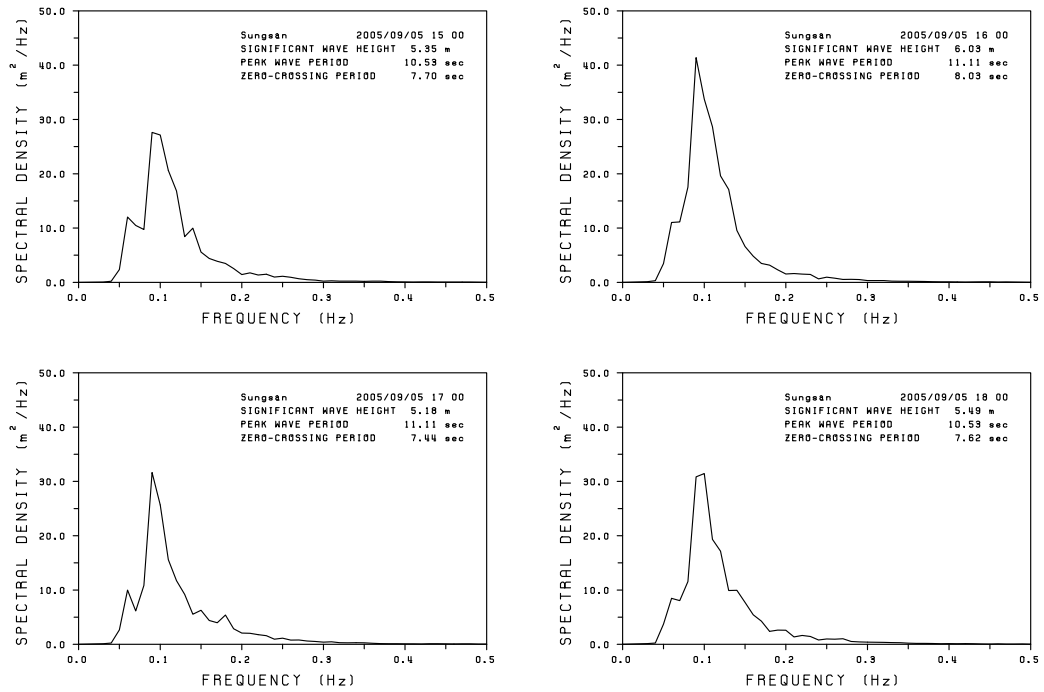 50.0
Sungsan 2005/09/05 15 00
SIGNIFICANT WAVE HEIGHT 5.35 m
PEAK WAVE PERIOD 10.53 sec
ZERO-CROSSING PERIOD 7.70 sec
40.0
30.0
20.0
10.0
0.0
SPECTRAL DENSITY (m²/Hz)
0.0 0.1 0.2 0.3 0.4 0.5
FREQUENCY (Hz)
50.0
Sungsan 2005/09/05 16 00
SIGNIFICANT WAVE HEIGHT 6.03 m
PEAK WAVE PERIOD 11.11 sec
ZERO-CROSSING PERIOD 8.03 sec
40.0
30.0
20.0
10.0
0.0
SPECTRAL DENSITY (m²/Hz)
0.0 0.1 0.2 0.3 0.4 0.5
FREQUENCY (Hz)
50.0
Sungsan 2005/09/05 17 00
SIGNIFICANT WAVE HEIGHT 5.18 m
PEAK WAVE PERIOD 11.11 sec
ZERO-CROSSING PERIOD 7.44 sec
40.0
30.0
20.0
10.0
0.0
SPECTRAL DENSITY (m²/Hz)
0.0 0.1 0.2 0.3 0.4 0.5
FREQUENCY (Hz)
50.0
Sungsan 2005/09/05 18 00
SIGNIFICANT WAVE HEIGHT 5.49 m
PEAK WAVE PERIOD 10.53 sec
ZERO-CROSSING PERIOD 7.62 sec
40.0
30.0
20.0
10.0
0.0
SPECTRAL DENSITY (m²/Hz)
0.0 0.1 0.2 0.3 0.4 0.5
FREQUENCY (Hz)